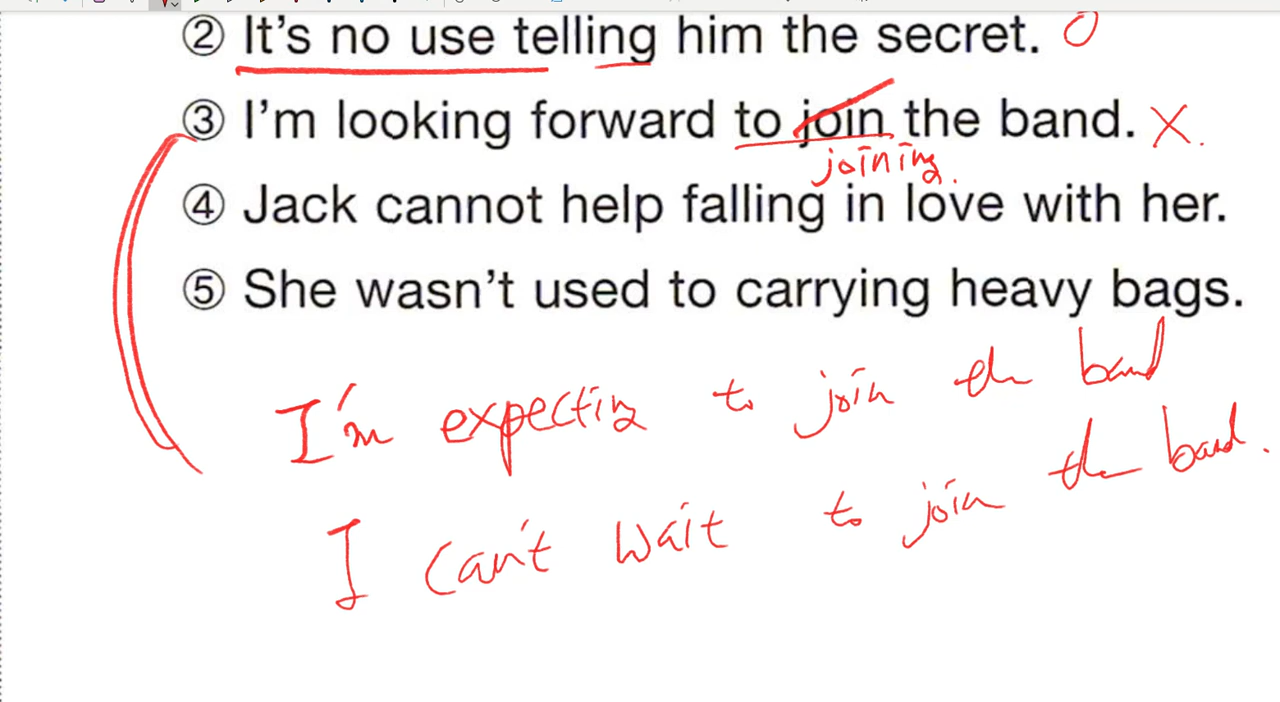 ② It's no use telling him the secret. O
③ I'm looking forward to join the band. X.
joining.
④ Jack cannot help falling in love with her.
⑤ She wasn't used to carrying heavy bags.
I'm expecting to join the band
I can't wait to join the band.